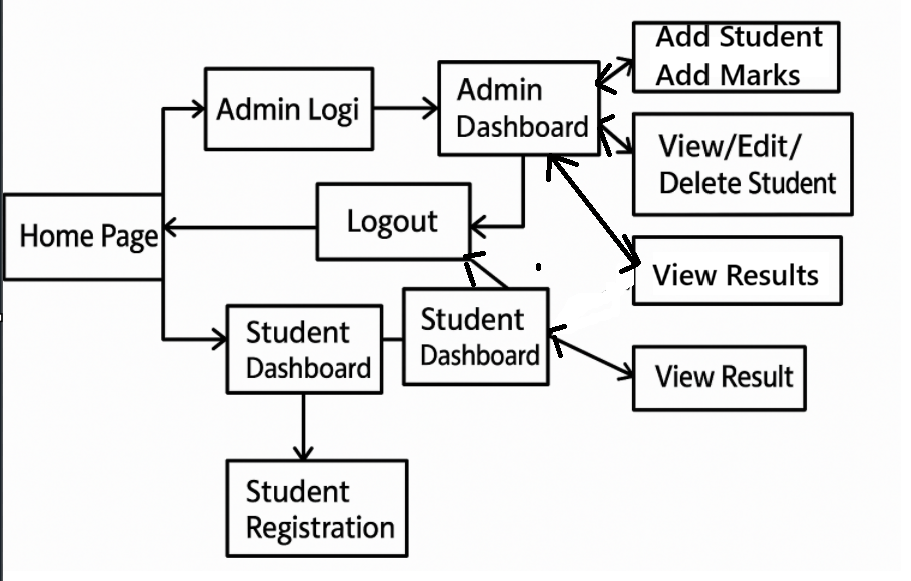 Add Student
Add Marks
Admin Logi
Admin
Dashboard
View/Edit/
Delete Student
Home Page
Logout
View Results
Student
Dashboard
Student
Dashboard
View Result
Student
Registration